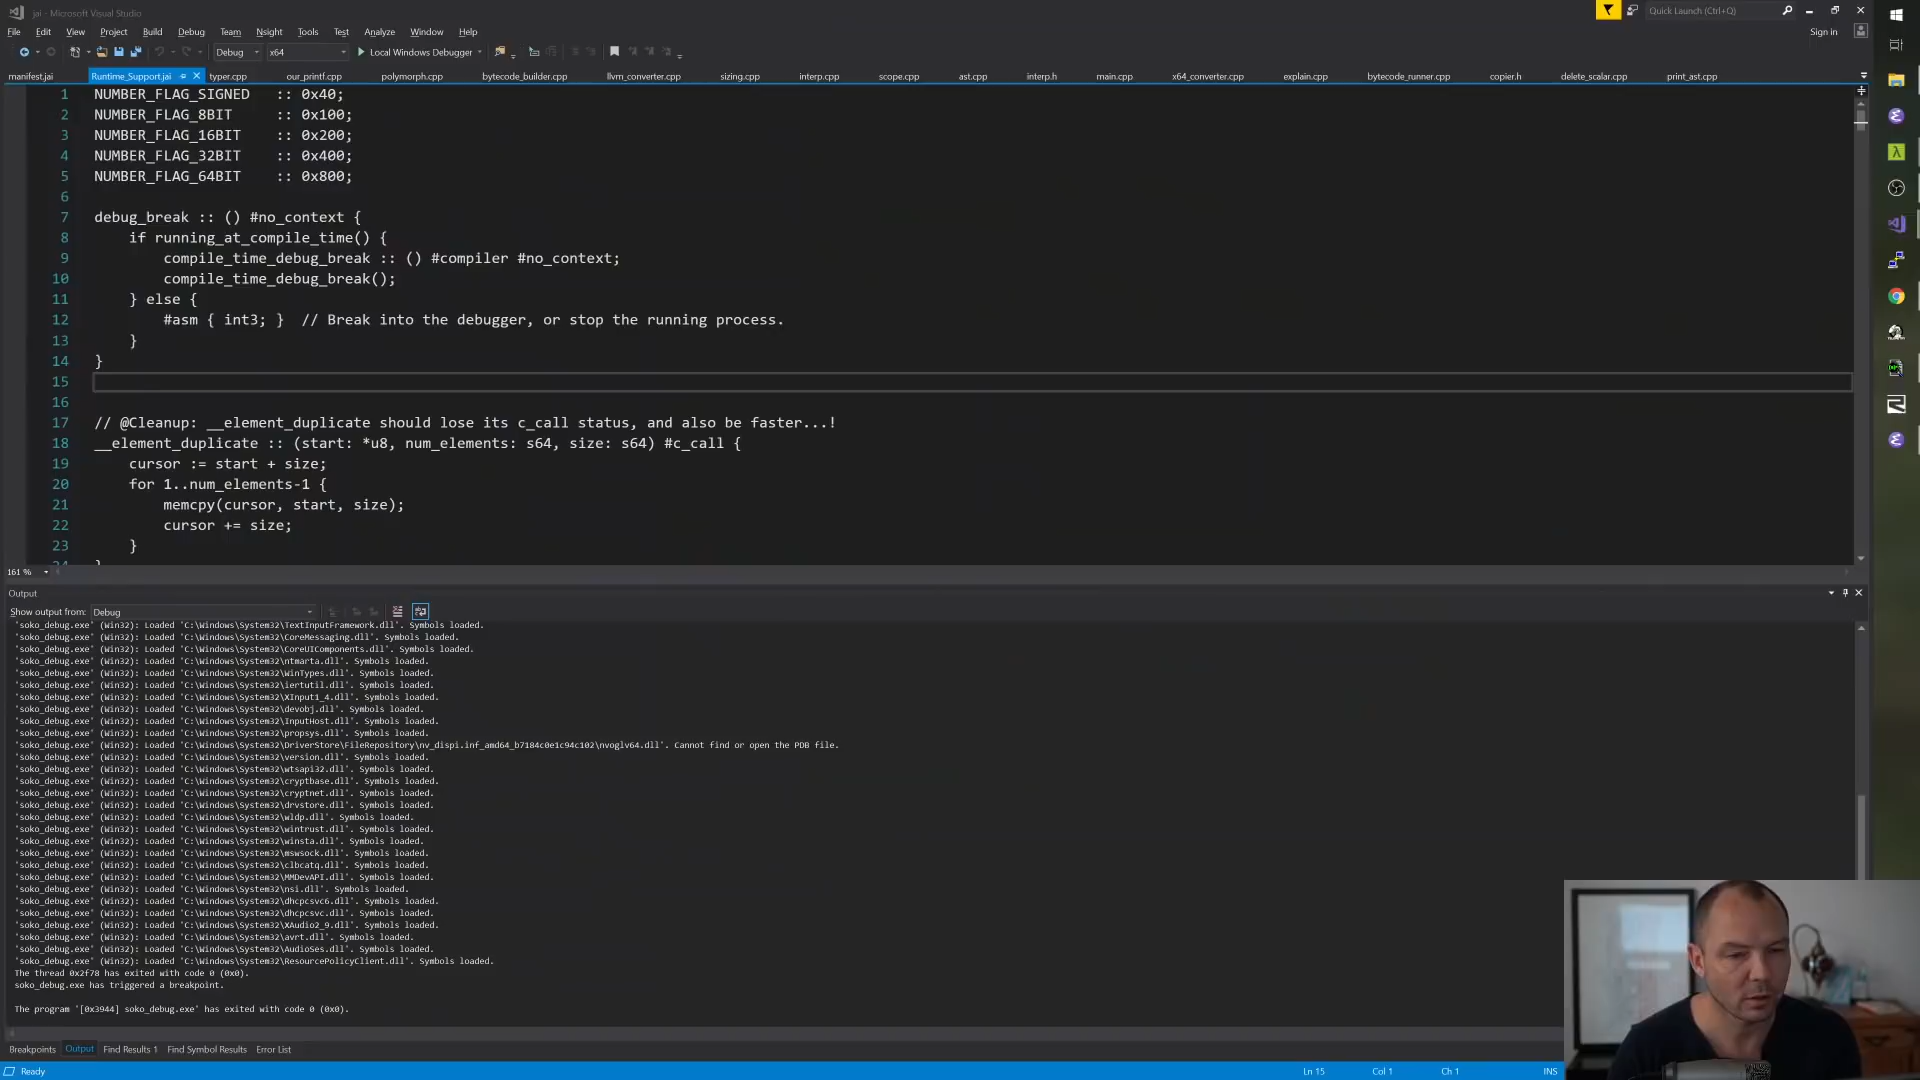 jai - Microsoft Visual Studio
Quick Launch (Ctrl+Q)
File Edit View Project Build Debug Team Nsight Tools Test Analyze Window Help
Sign in
Debug x64 Local Windows Debugger
manifest.jai Runtime_Support.jai typer.cpp our_printf.cpp polymorph.cpp bytecode_builder.cpp llvm_converter.cpp sizing.cpp interp.cpp scope.cpp ast.cpp interp.h main.cpp x64_converter.cpp explain.cpp bytecode_runner.cpp copier.h delete_scalar.cpp print_ast.cpp
1 NUMBER_FLAG_SIGNED :: 0x40;
2 NUMBER_FLAG_8BIT :: 0x100;
3 NUMBER_FLAG_16BIT :: 0x200;
4 NUMBER_FLAG_32BIT :: 0x400;
5 NUMBER_FLAG_64BIT :: 0x800;
6
7 debug_break :: () #no_context {
8 if running_at_compile_time() {
9 compile_time_debug_break :: () #compiler #no_context;
10 compile_time_debug_break();
11 } else {
12 #asm { int3; } // Break into the debugger, or stop the running process.
13 }
14 }
15
16
17 // @Cleanup: __element_duplicate should lose its c_call status, and also be faster...!
18 __element_duplicate :: (start: *u8, num_elements: s64, size: s64) #c_call {
19 cursor := start + size;
20 for 1..num_elements-1 {
21 memcpy(cursor, start, size);
22 cursor += size;
23 }
24 }
161 %
Output
Show output from: Debug
'soko_debug.exe' (Win32): Loaded 'C:\Windows\System32\TextInputFramework.dll'. Symbols loaded.
'soko_debug.exe' (Win32): Loaded 'C:\Windows\System32\CoreMessaging.dll'. Symbols loaded.
'soko_debug.exe' (Win32): Loaded 'C:\Windows\System32\CoreUIComponents.dll'. Symbols loaded.
'soko_debug.exe' (Win32): Loaded 'C:\Windows\System32\ntmarta.dll'. Symbols loaded.
'soko_debug.exe' (Win32): Loaded 'C:\Windows\System32\WinTypes.dll'. Symbols loaded.
'soko_debug.exe' (Win32): Loaded 'C:\Windows\System32\iertutil.dll'. Symbols loaded.
'soko_debug.exe' (Win32): Loaded 'C:\Windows\System32\XInput1_4.dll'. Symbols loaded.
'soko_debug.exe' (Win32): Loaded 'C:\Windows\System32\devobj.dll'. Symbols loaded.
'soko_debug.exe' (Win32): Loaded 'C:\Windows\System32\InputHost.dll'. Symbols loaded.
'soko_debug.exe' (Win32): Loaded 'C:\Windows\System32\propsys.dll'. Symbols loaded.
'soko_debug.exe' (Win32): Loaded 'C:\Windows\System32\DriverStore\FileRepository\nv_dispi.inf_amd64_b7184c0e1c94c102\nvoglv64.dll'. Cannot find or open the PDB file.
'soko_debug.exe' (Win32): Loaded 'C:\Windows\System32\version.dll'. Symbols loaded.
'soko_debug.exe' (Win32): Loaded 'C:\Windows\System32\wtsapi32.dll'. Symbols loaded.
'soko_debug.exe' (Win32): Loaded 'C:\Windows\System32\cryptbase.dll'. Symbols loaded.
'soko_debug.exe' (Win32): Loaded 'C:\Windows\System32\cryptnet.dll'. Symbols loaded.
'soko_debug.exe' (Win32): Loaded 'C:\Windows\System32\drvstore.dll'. Symbols loaded.
'soko_debug.exe' (Win32): Loaded 'C:\Windows\System32\wldp.dll'. Symbols loaded.
'soko_debug.exe' (Win32): Loaded 'C:\Windows\System32\wintrust.dll'. Symbols loaded.
'soko_debug.exe' (Win32): Loaded 'C:\Windows\System32\winsta.dll'. Symbols loaded.
'soko_debug.exe' (Win32): Loaded 'C:\Windows\System32\mswsock.dll'. Symbols loaded.
'soko_debug.exe' (Win32): Loaded 'C:\Windows\System32\clbcatq.dll'. Symbols loaded.
'soko_debug.exe' (Win32): Loaded 'C:\Windows\System32\MMDevAPI.dll'. Symbols loaded.
'soko_debug.exe' (Win32): Loaded 'C:\Windows\System32\nsi.dll'. Symbols loaded.
'soko_debug.exe' (Win32): Loaded 'C:\Windows\System32\dhcpcsvc6.dll'. Symbols loaded.
'soko_debug.exe' (Win32): Loaded 'C:\Windows\System32\dhcpcsvc.dll'. Symbols loaded.
'soko_debug.exe' (Win32): Loaded 'C:\Windows\System32\XAudio2_9.dll'. Symbols loaded.
'soko_debug.exe' (Win32): Loaded 'C:\Windows\System32\avrt.dll'. Symbols loaded.
'soko_debug.exe' (Win32): Loaded 'C:\Windows\System32\AudioSes.dll'. Symbols loaded.
'soko_debug.exe' (Win32): Loaded 'C:\Windows\System32\ResourcePolicyClient.dll'. Symbols loaded.
The thread 0x2f78 has exited with code 0 (0x0).
soko_debug.exe has triggered a breakpoint.
The program '[0x3944] soko_debug.exe' has exited with code 0 (0x0).
Breakpoints Output Find Results 1 Find Symbol Results Error List
Ready Ln 15 Col 1 Ch 1 INS